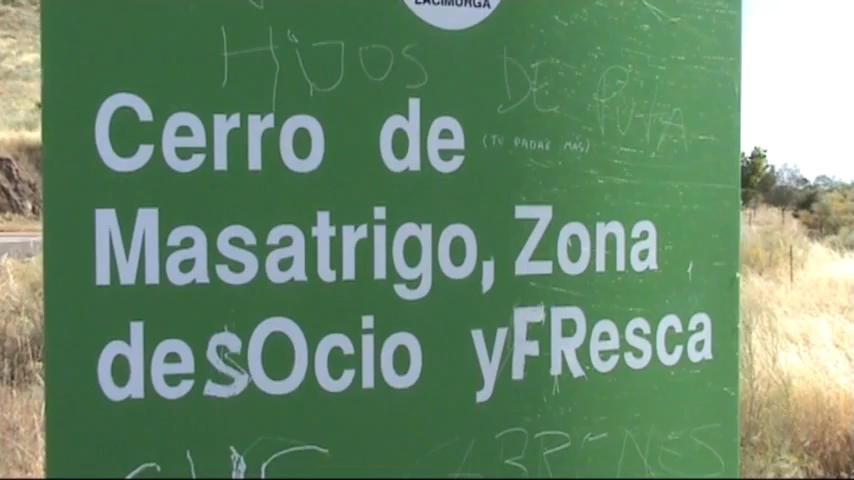 LACIMURGA
HiJOS DE PUTA
Cerro de
(TU PADRE MÁS)
Masatrigo, Zona
desOcio yFResca